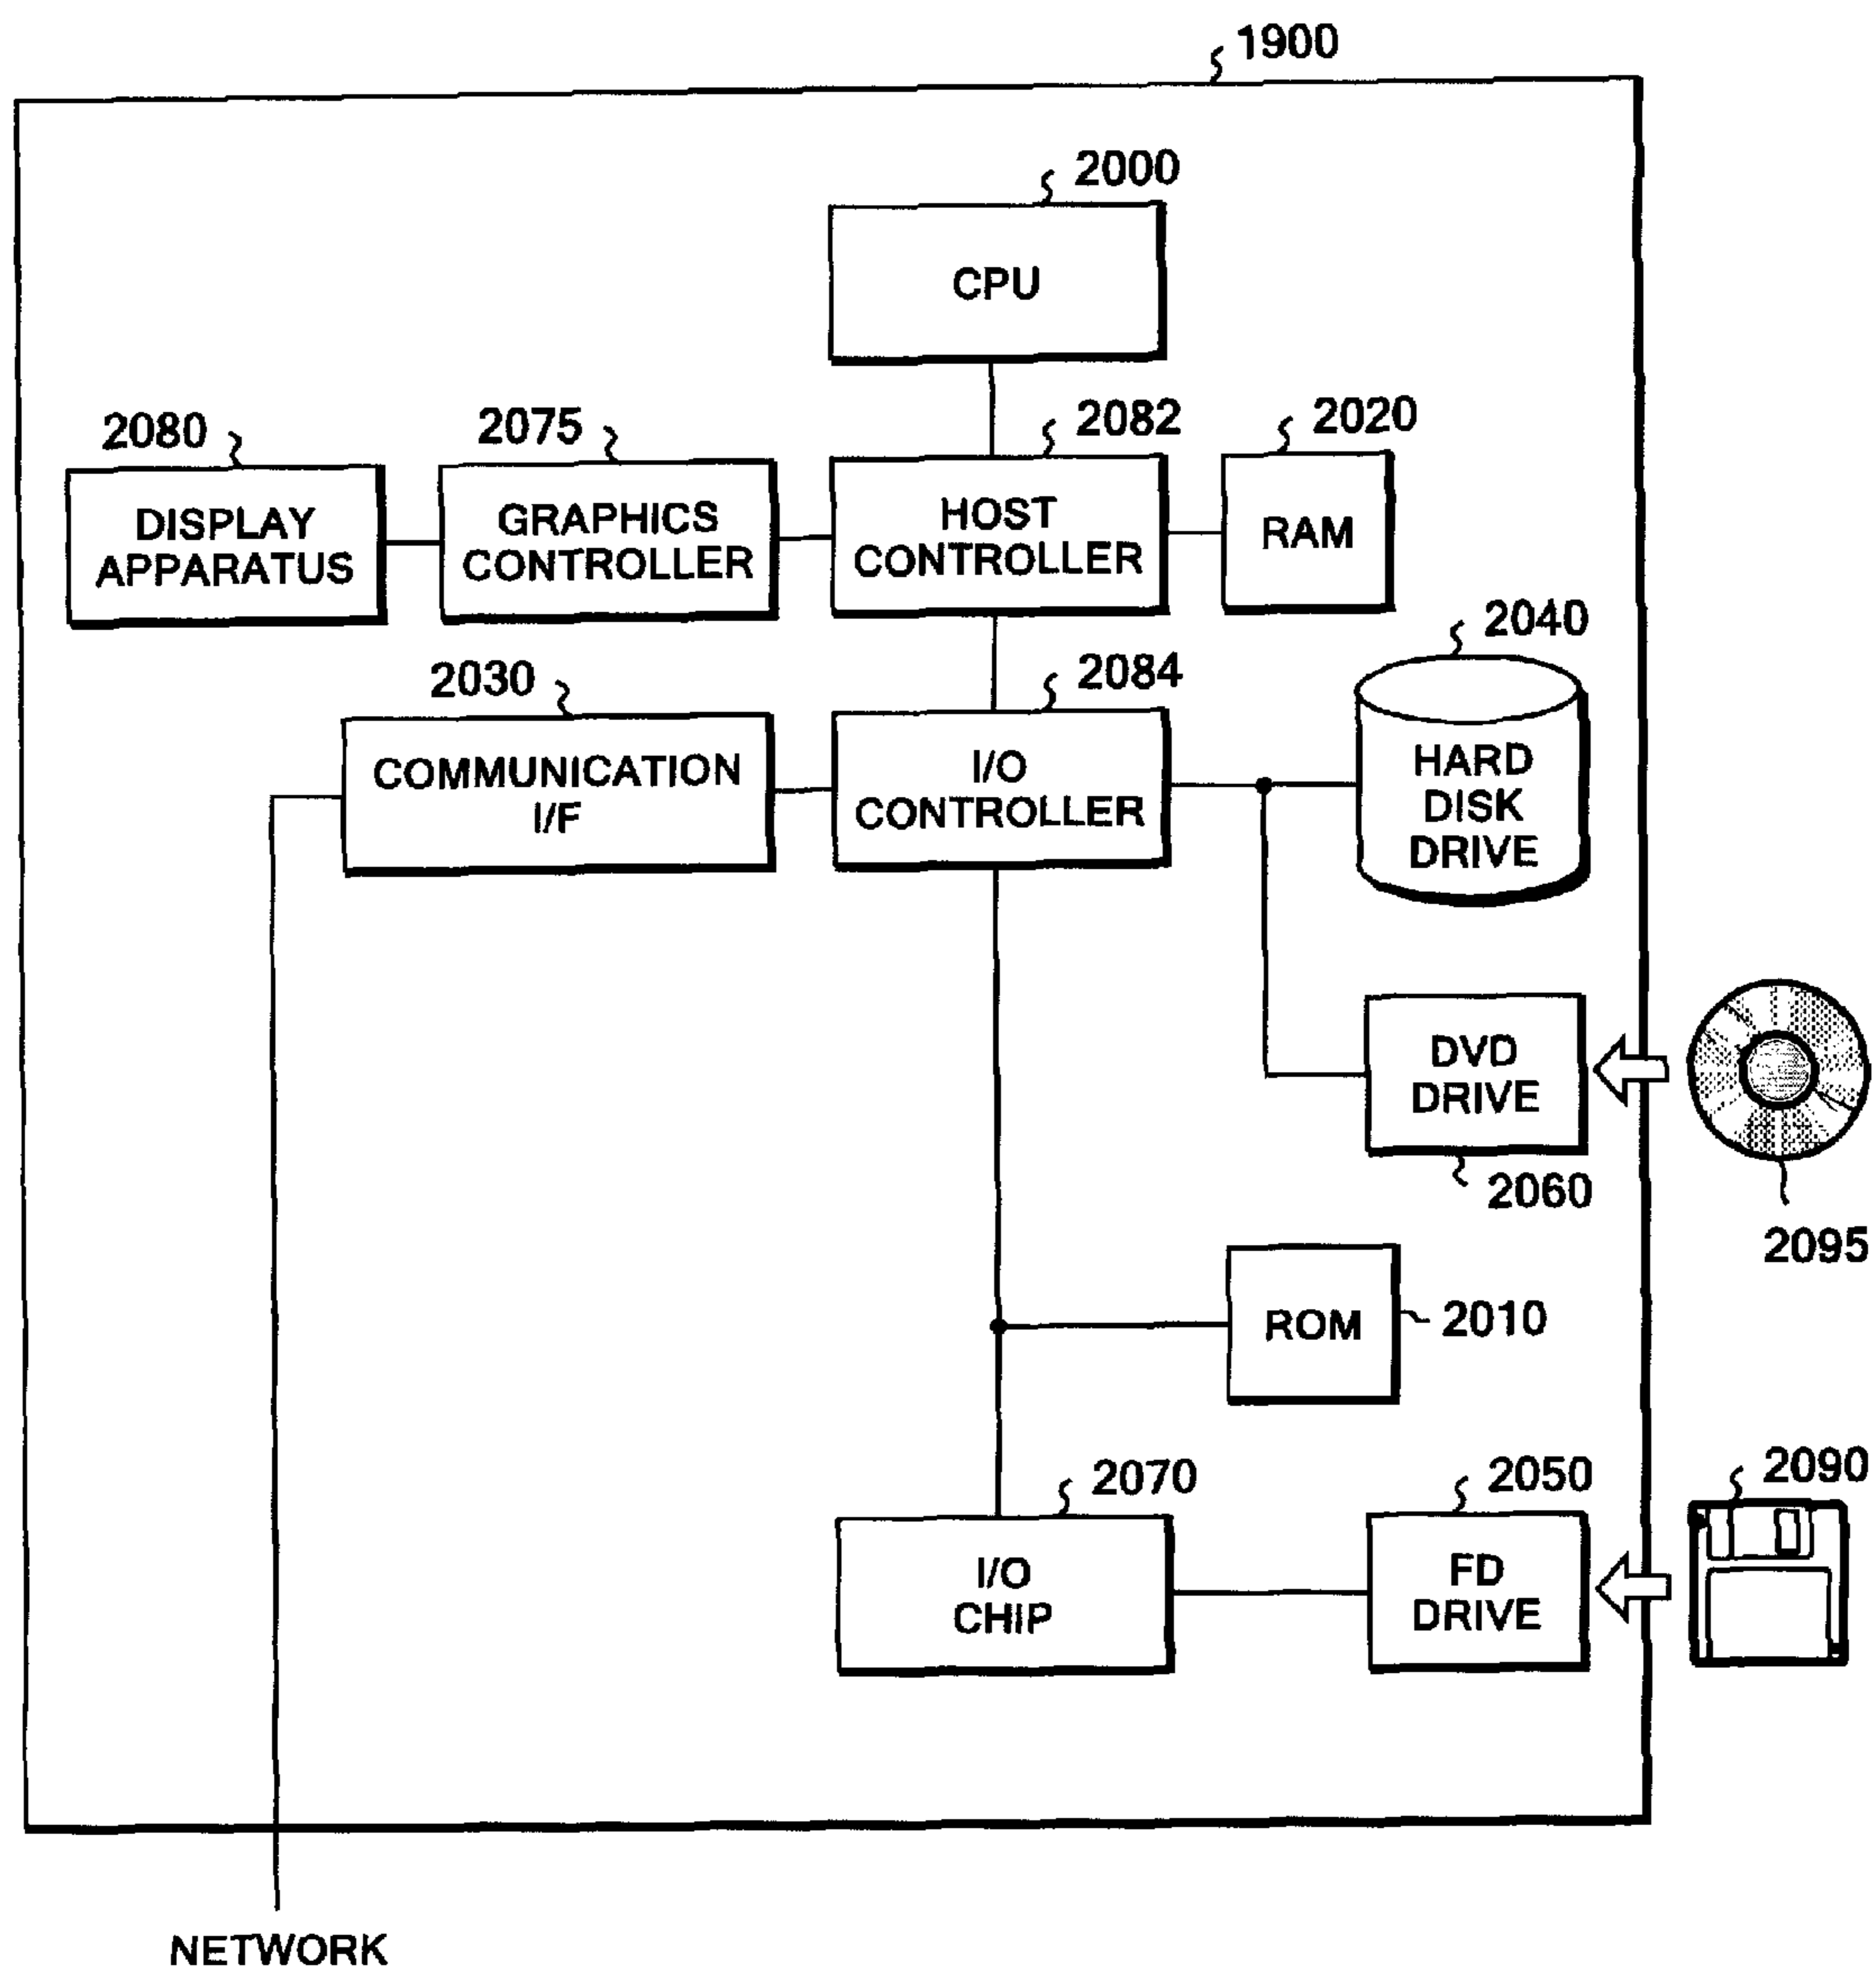 1900
2000
CPU
2080
2075
2082
2020
DISPLAY
APPARATUS
GRAPHICS
CONTROLLER
HOST
CONTROLLER
RAM
2030
2084
2040
COMMUNICATION
I/F
I/O
CONTROLLER
HARD
DISK
DRIVE
DVD
DRIVE
2060
2095
ROM
2010
2070
2050
2090
I/O
CHIP
FD
DRIVE
NETWORK